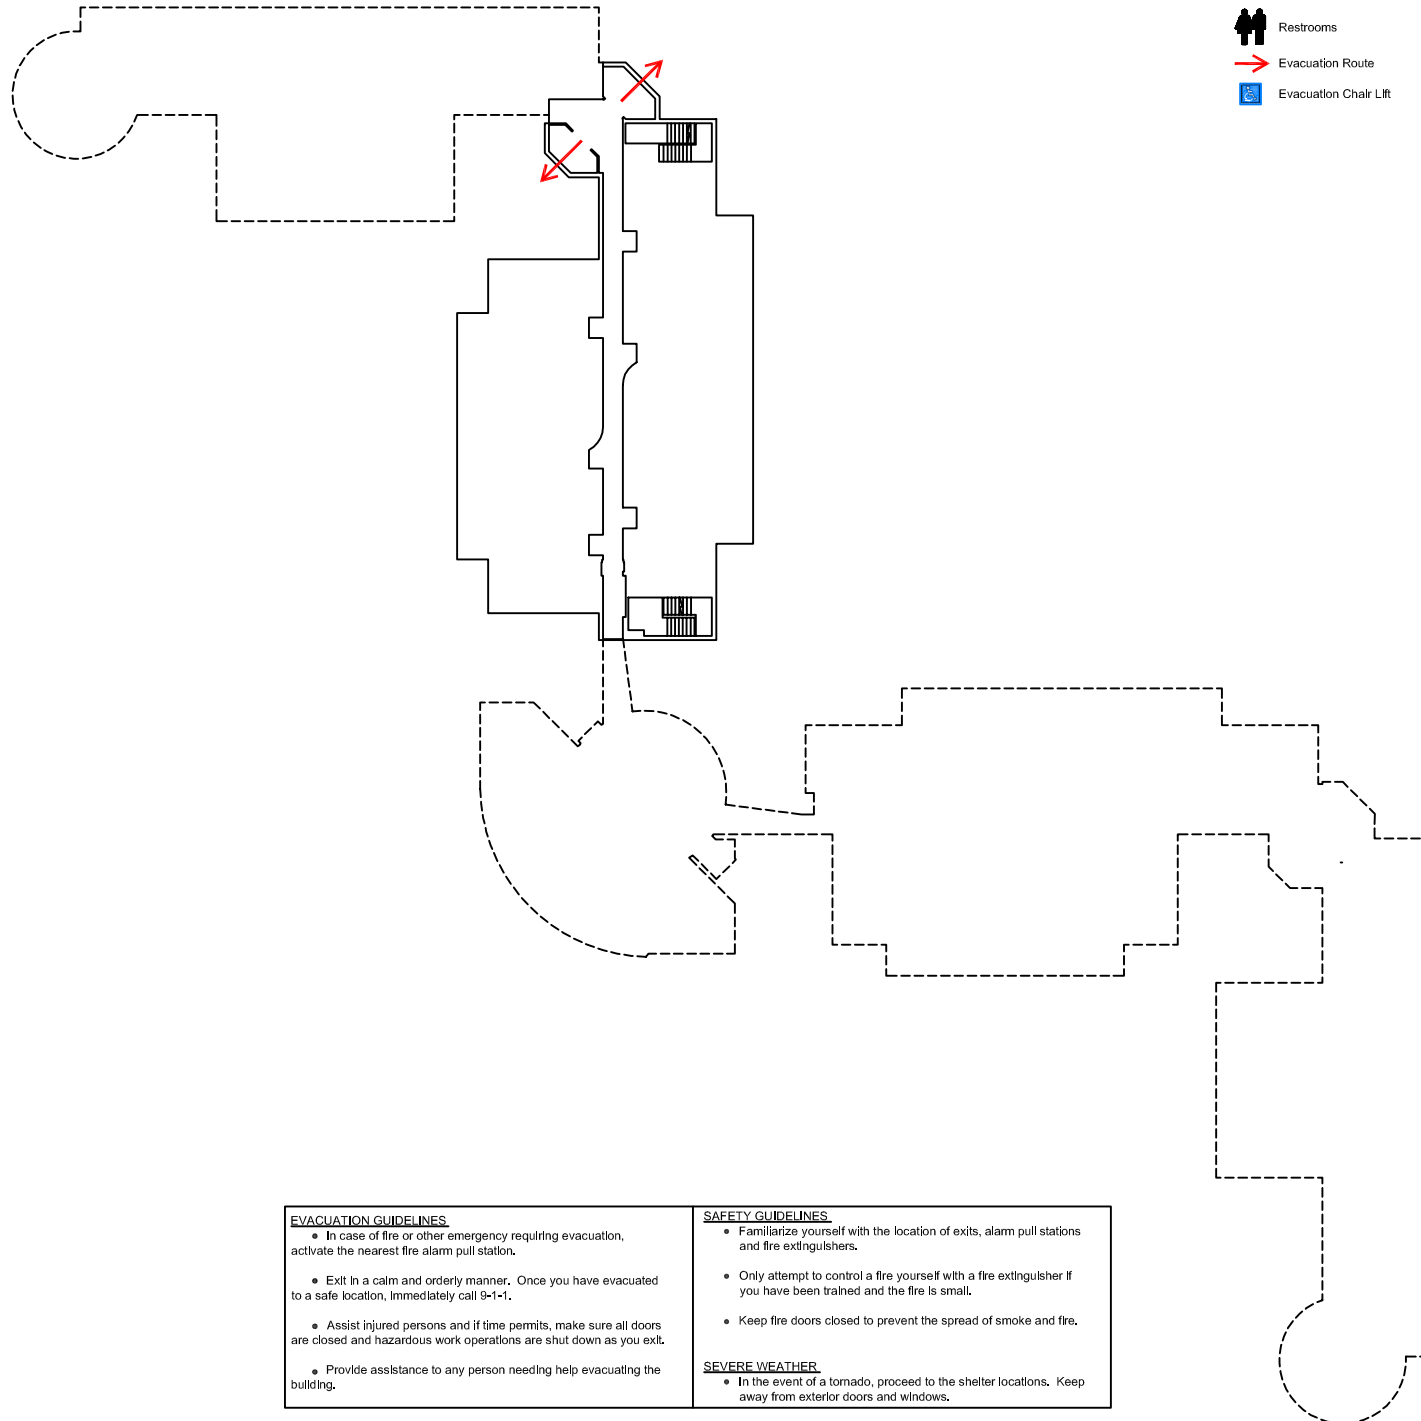 Restrooms
Evacuation Route
Evacuation Chair Lift
EVACUATION GUIDELINES
• In case of fire or other emergency requiring evacuation,
activate the nearest fire alarm pull station.
• Exit in a calm and orderly manner. Once you have evacuated
to a safe location, immediately call 9-1-1.
• Assist injured persons and if time permits, make sure all doors
are closed and hazardous work operations are shut down as you exit.
• Provide assistance to any person needing help evacuating the
building.
SAFETY GUIDELINES
• Familiarize yourself with the location of exits, alarm pull stations
and fire extinguishers.
• Only attempt to control a fire yourself with a fire extinguisher if
you have been trained and the fire is small.
• Keep fire doors closed to prevent the spread of smoke and fire.
SEVERE WEATHER
• In the event of a tornado, proceed to the shelter locations. Keep
away from exterior doors and windows.